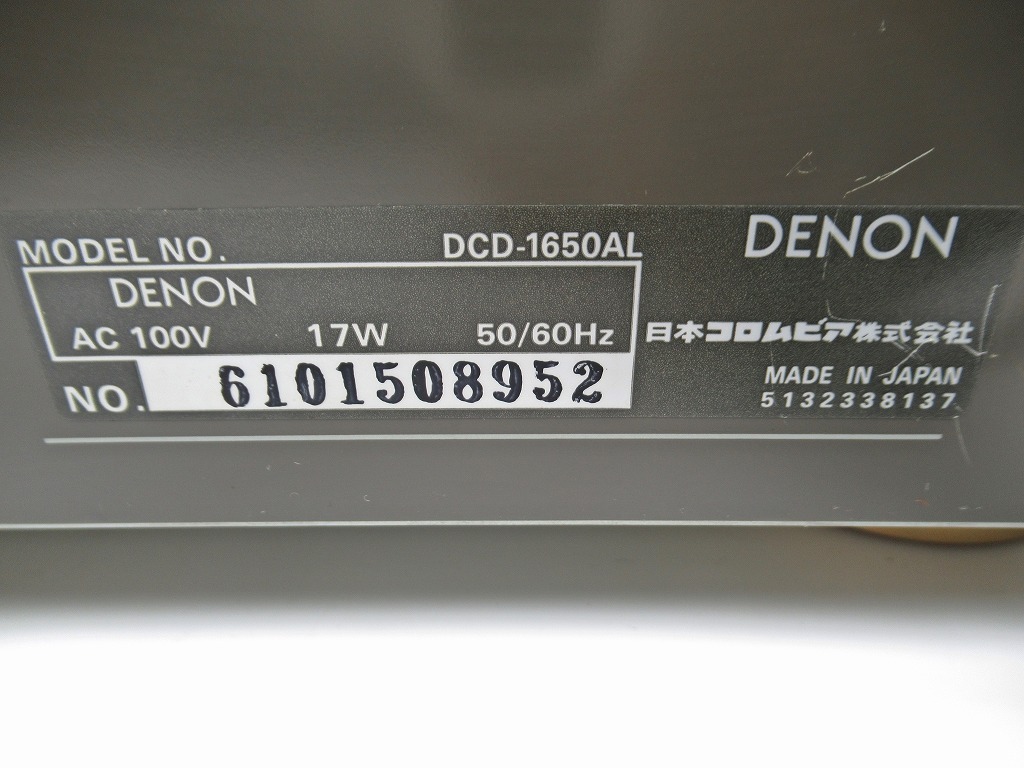 MODEL NO. DCD-1650AL
DENON
AC 100V 17W 50/60Hz
NO. 6101508952
DENON
日本コロムビア株式会社
MADE IN JAPAN
5132338137